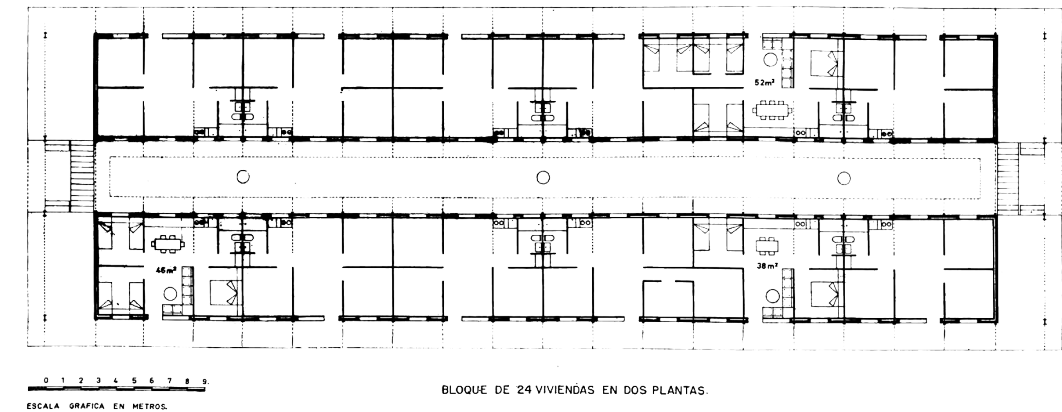 52m²
46m²
38m²
0 1 2 3 4 5 6 7 8 9.
ESCALA GRAFICA EN METROS.
BLOQUE DE 24 VIVIENDAS EN DOS PLANTAS.